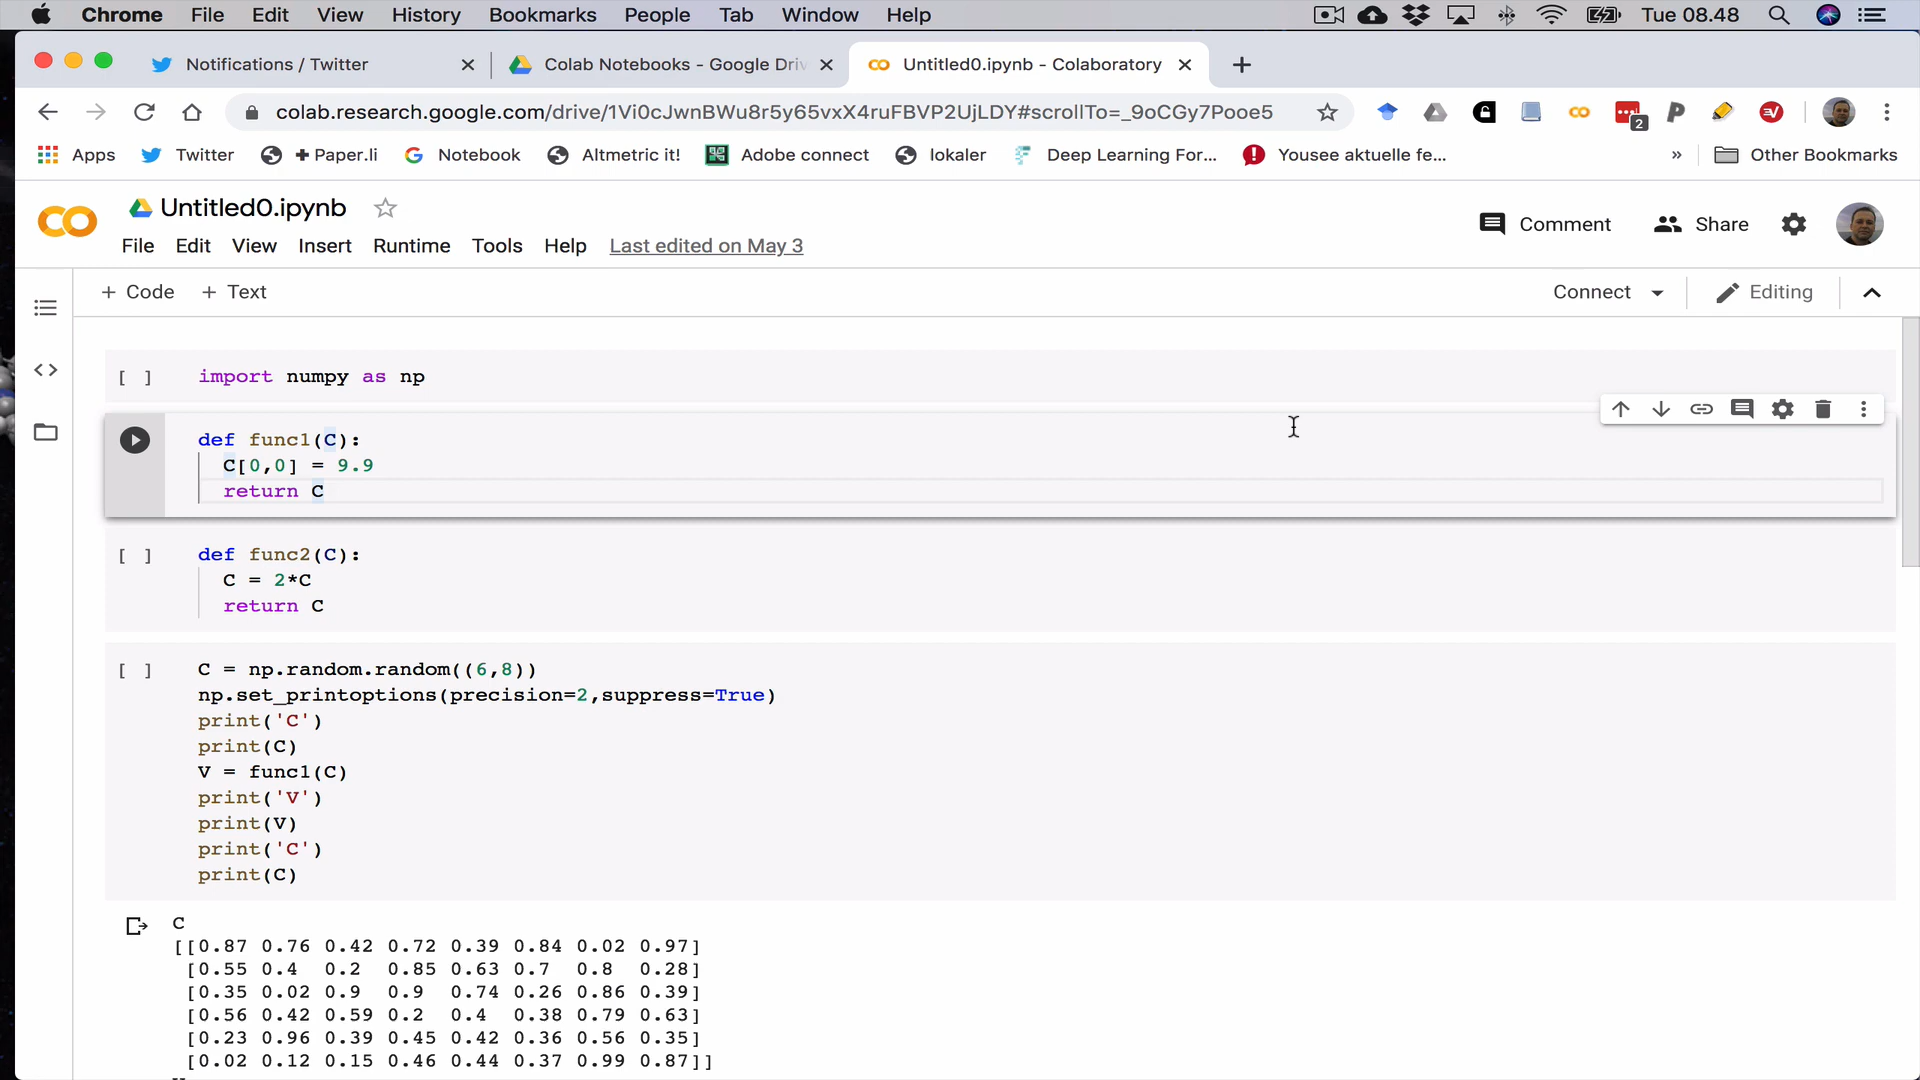 Chrome File Edit View History Bookmarks People Tab Window Help Tue 08.48
Notifications / Twitter Colab Notebooks - Google Driv Untitled0.ipynb - Colaboratory
colab.research.google.com/drive/1Vi0cJwnBWu8r5y65vxX4ruFBVP2UjLDY#scrollTo=_9oCGy7Pooe5 2
Apps Twitter + Paper.li Notebook Altmetric it! Adobe connect lokaler Deep Learning For... Yousee aktuelle fe... » Other Bookmarks
Untitled0.ipynb
Comment Share
File Edit View Insert Runtime Tools Help Last edited on May 3
+ Code + Text Connect Editing
[ ] import numpy as np
def func1(C):
C[0,0] = 9.9
return C
[ ] def func2(C):
C = 2*C
return C
[ ] C = np.random.random((6,8))
np.set_printoptions(precision=2,suppress=True)
print('C')
print(C)
V = func1(C)
print('V')
print(V)
print('C')
print(C)
C
[[0.87 0.76 0.42 0.72 0.39 0.84 0.02 0.97]
[0.55 0.4 0.2 0.85 0.63 0.7 0.8 0.28]
[0.35 0.02 0.9 0.9 0.74 0.26 0.86 0.39]
[0.56 0.42 0.59 0.2 0.4 0.38 0.79 0.63]
[0.23 0.96 0.39 0.45 0.42 0.36 0.56 0.35]
[0.02 0.12 0.15 0.46 0.44 0.37 0.99 0.87]]